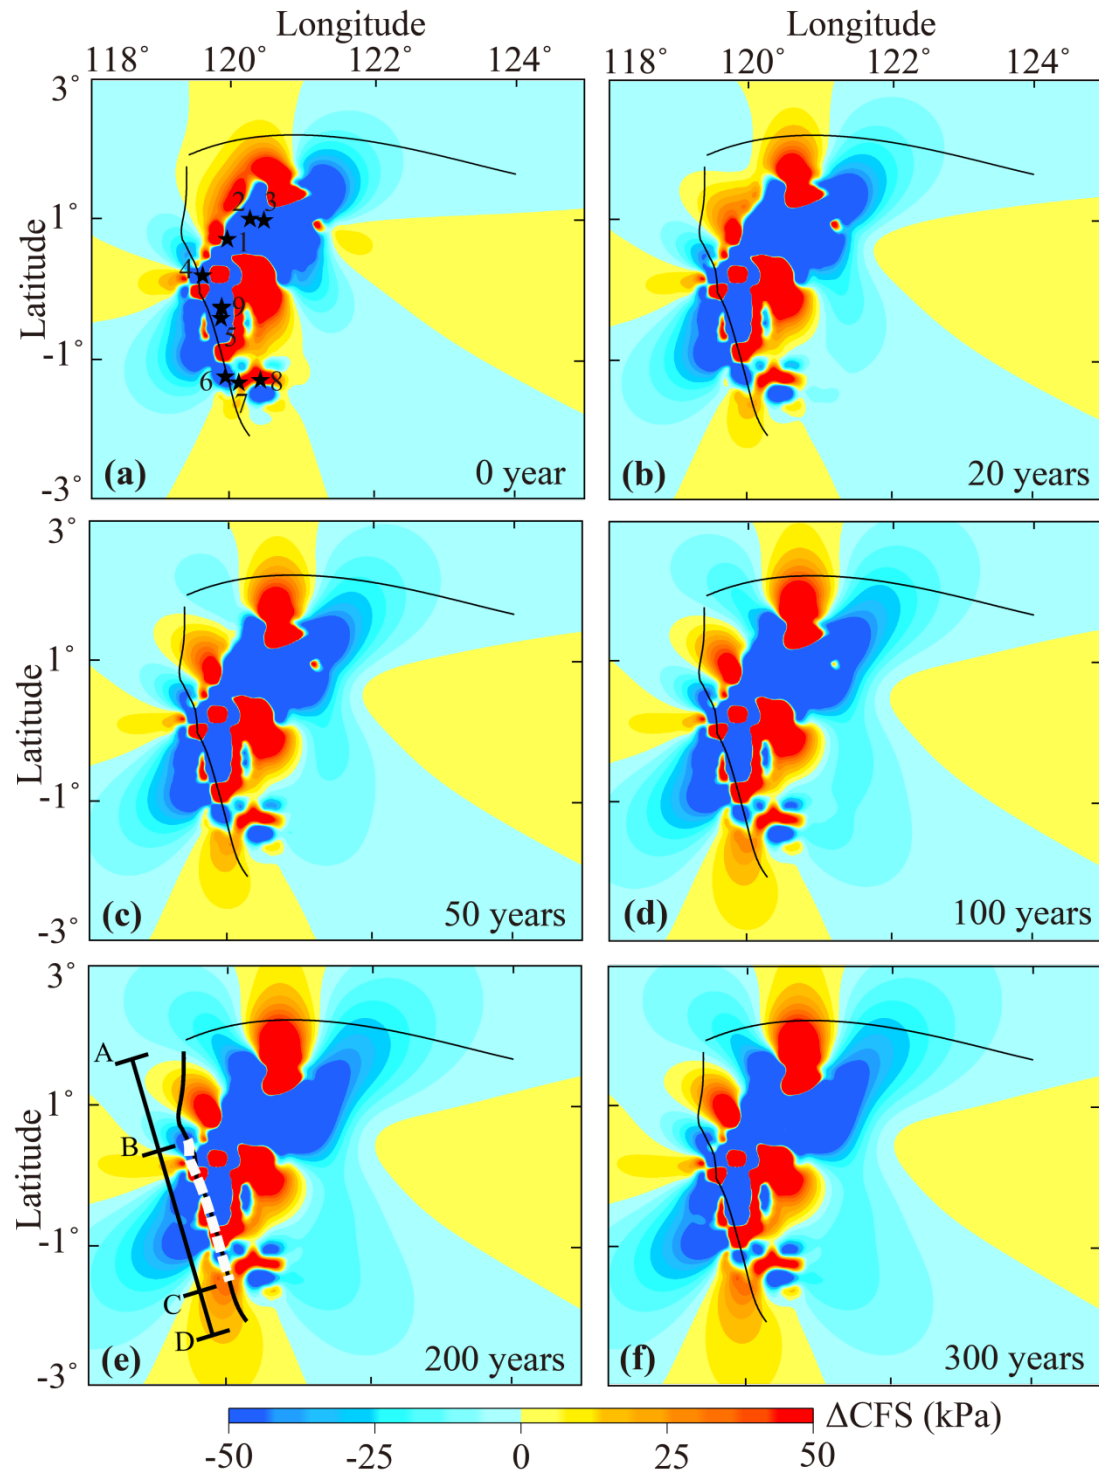 Longitude Longitude
118° 120° 122° 124° 118° 120° 122° 124°
3°
2 3
1° 1
4
Latitude
9
5
-1°
6 7 8
(a) 0 year (b) 20 years
-3°
3°
1°
Latitude
-1°
(c) 50 years (d) 100 years
-3°
3°
A
1°
B
Latitude
-1°
C
D
(e) 200 years (f) 300 years
-3°
ΔCFS (kPa)
-50 -25 0 25 50